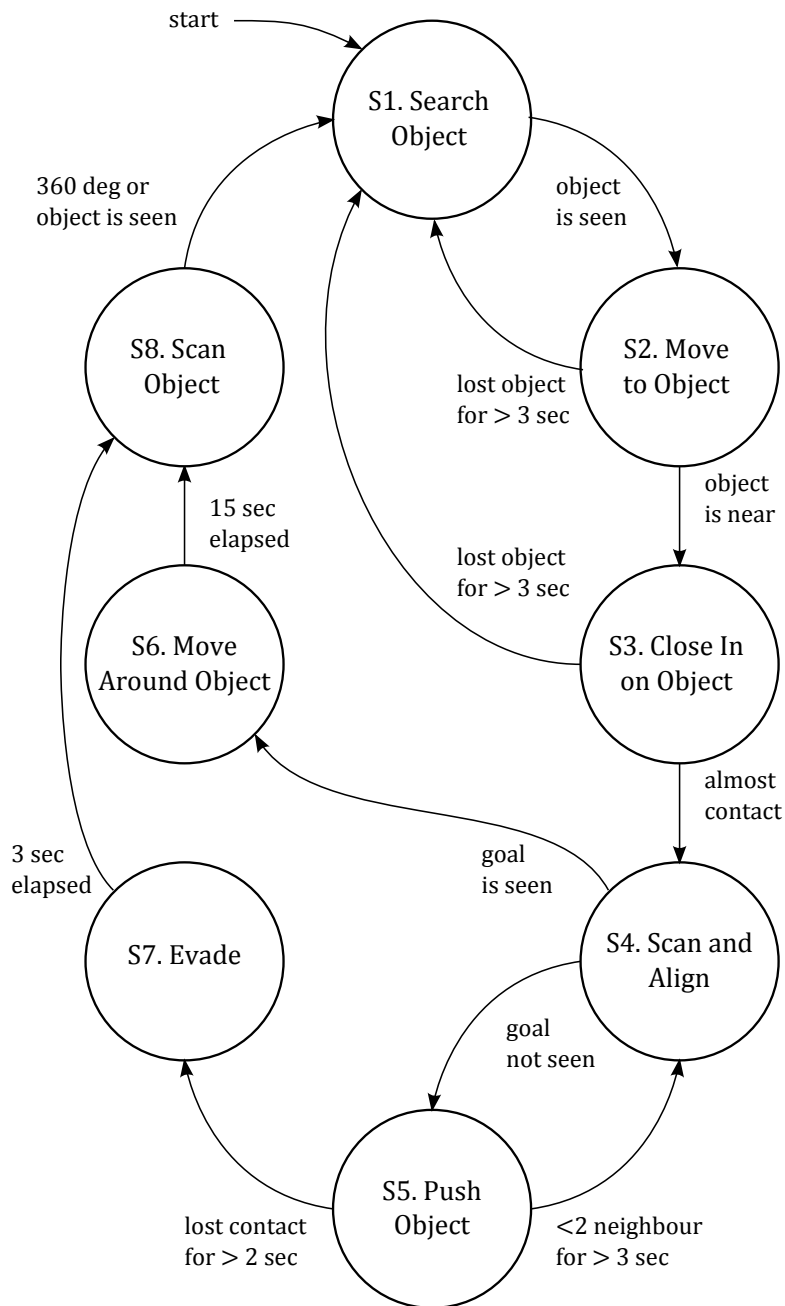 start
S1. Search
Object
360 deg or
object is seen
object
is seen
S8. Scan
Object
S2. Move
to Object
lost object
for > 3 sec
15 sec
elapsed
object
is near
lost object
for > 3 sec
S6. Move
Around Object
S3. Close In
on Object
almost
contact
3 sec
elapsed
goal
is seen
S7. Evade
S4. Scan and
Align
goal
not seen
S5. Push
Object
lost contact
for > 2 sec
<2 neighbour
for > 3 sec